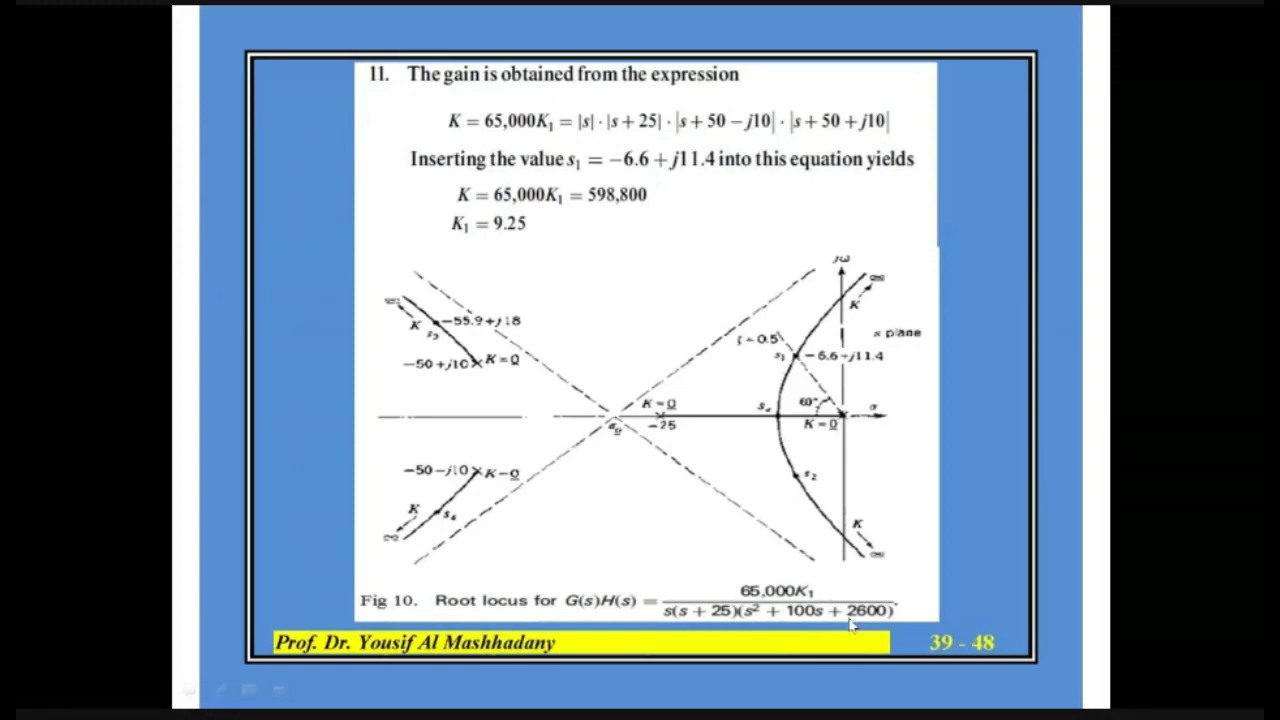 11. The gain is obtained from the expression
K = 65,000K₁ = |s| · |s + 25| · |s + 50 − j10| · |s + 50 + j10|
Inserting the value s₁ = −6.6 + j11.4 into this equation yields
K = 65,000K₁ = 598,800
K₁ = 9.25
jω
∞
∞
K
−55.9+j18
K
s₃
s plane
ζ = 0.5
s₁
−6.6+j11.4
−50+j10
K=0
K=0
60°
σ
sₐ
σ₀
−25
K=0
−50−j10
K=0
s₂
K
s₄
K
∞
∞
Fig 10. Root locus for G(s)H(s) = 65,000K₁
s(s + 25)(s² + 100s + 2600)
Prof. Dr. Yousif Al Mashhadany
39 - 48